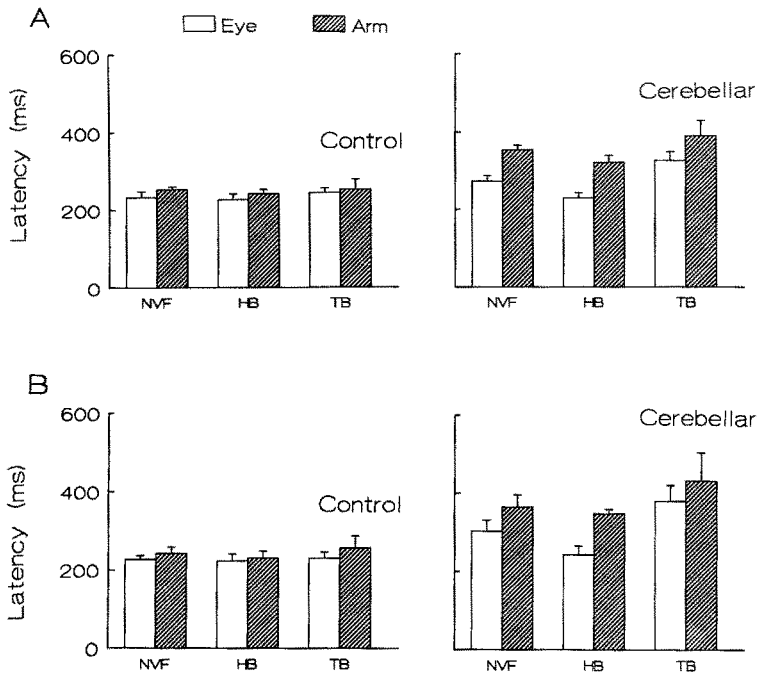 A
Eye
Arm
Latency (ms)
600
400
200
0
Control
NVF HB TB
Cerebellar
NVF HB TB
B
Latency (ms)
600
400
200
0
Control
NVF HB TB
Cerebellar
NVF HB TB